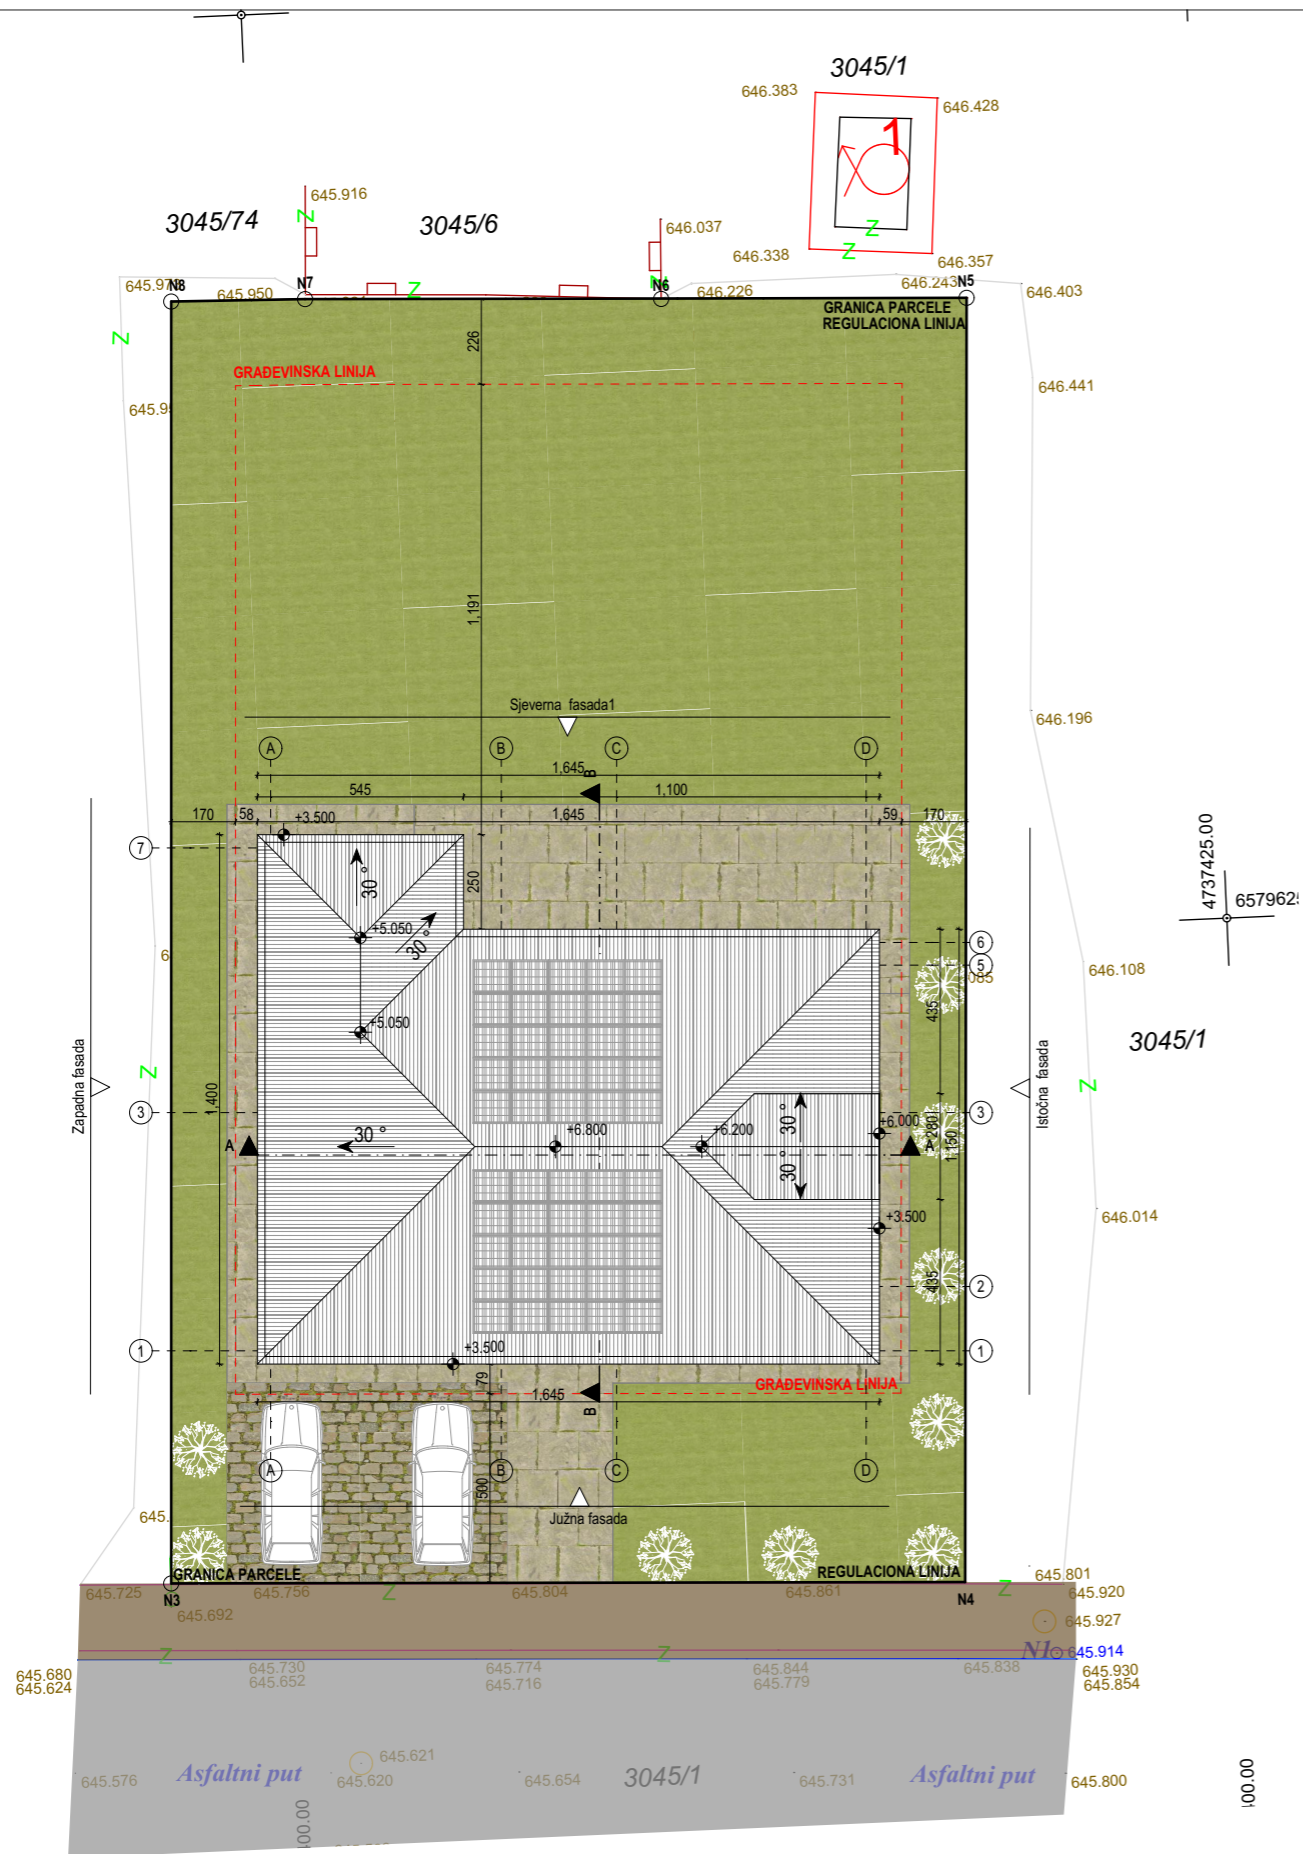 3045/1
646.383
646.428
1
645.916
3045/74
3045/6
646.037
646.338
646.357
Z
Z
Z
Z
Z
N8
N7
N6
N5
645.950
646.226
646.243
646.403
GRANICA PARCELE
REGULACIONA LINIJA
Z
226
GRAĐEVINSKA LINIJA
646.441
645.9
1,191
Sjeverna fasada1
646.196
A
B
C
D
1,645
B
545
1,100
170
58
1,645
59
170
+3.500
4737425.00
7
30 °
250
+5.050
30 °
6
5
646.108
435
+5.050
3045/1
Zapadna fasada
Istočna fasada
Z
Z
1,400
3
3
30 °
+6.800
+6.200
30 °
30 °
+6.000
280
1,150
A
A
+3.500
646.014
435
2
1
1
+3.500
79
GRAĐEVINSKA LINIJA
1,645
B
A
B
C
D
500
Južna fasada
645.
GRANICA PARCELE
REGULACIONA LINIJA
645.801
645.725
645.756
Z
645.804
645.861
Z
645.920
N3
N4
645.692
645.927
Z
Z
N1
645.914
645.680
645.730
645.774
645.844
645.838
645.930
645.624
645.652
645.716
645.779
645.854
645.621
645.576
Asfaltni put
645.620
645.654
3045/1
645.731
Asfaltni put
645.800